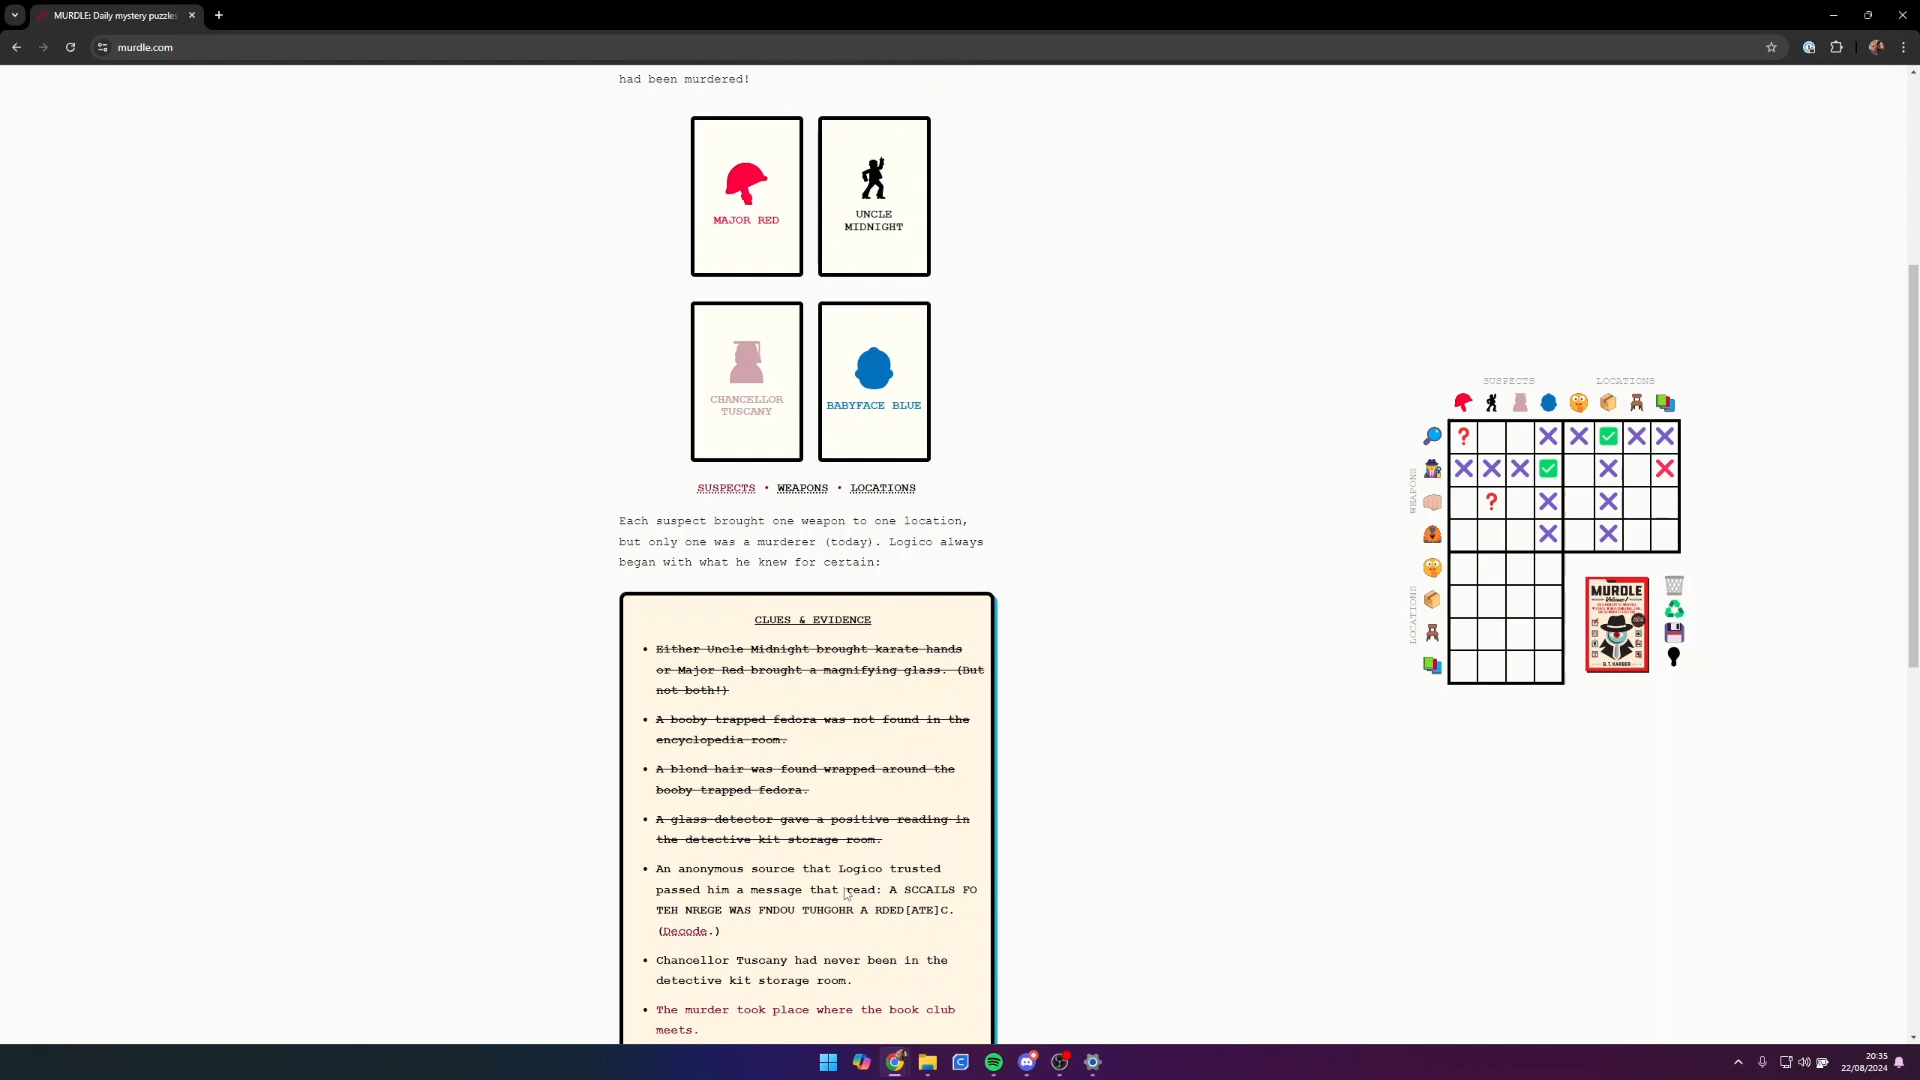 MURDLE: Daily mystery puzzles
murdle.com
had been murdered!
MAJOR RED
UNCLE
MIDNIGHT
CHANCELLOR
TUSCANY
BABYFACE BLUE
SUSPECTS • WEAPONS • LOCATIONS
Each suspect brought one weapon to one location,
but only one was a murderer (today). Logico always
began with what he knew for certain:
CLUES & EVIDENCE
• Either Uncle Midnight brought karate hands
or Major Red brought a magnifying glass. (But
not both!)
• A booby trapped fedora was not found in the
encyclopedia room.
• A blond hair was found wrapped around the
booby trapped fedora.
• A glass detector gave a positive reading in
the detective kit storage room.
• An anonymous source that Logico trusted
passed him a message that read: A SCCAILS FO
TEH NREGE WAS FNDOU TUHGOHR A RDED[ATE]C.
(Decode.)
• Chancellor Tuscany had never been in the
detective kit storage room.
• The murder took place where the book club
meets.
SUSPECTS LOCATIONS
WEAPONS
LOCATIONS
MURDLE
Volume 1
G. T. KARBER
20:35
22/08/2024